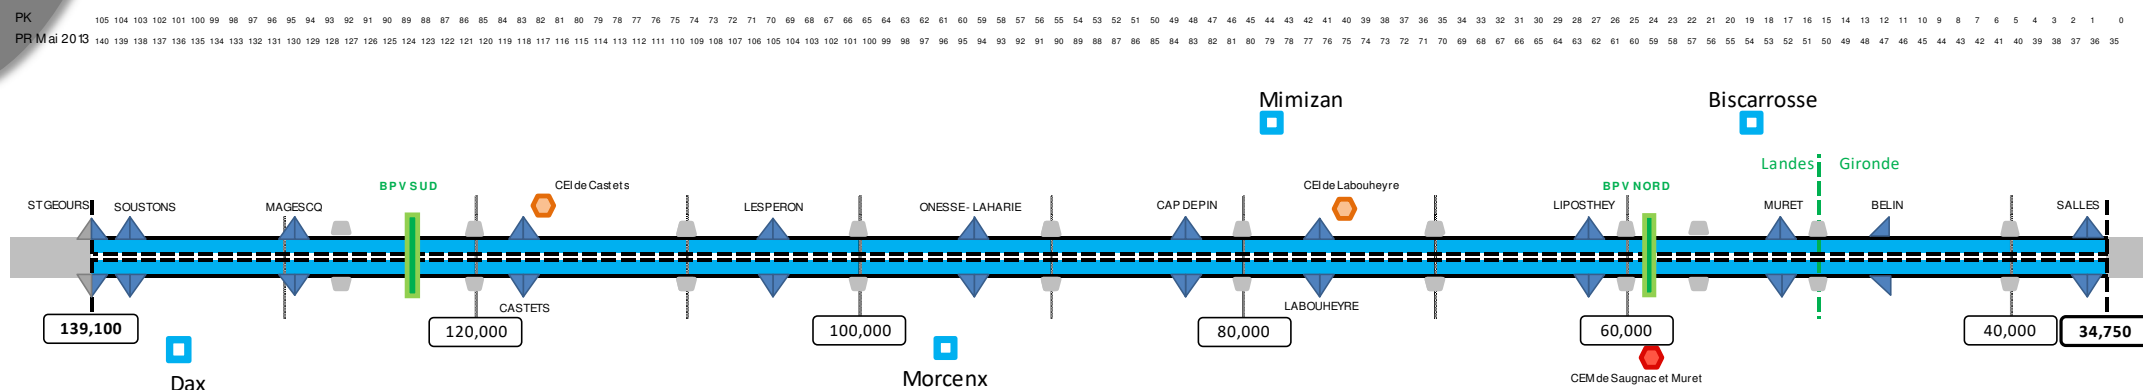 PK 105 104 103 102 101 100 99 98 97 96 95 94 93 92 91 90 89 88 87 86 85 84 83 82 81 80 79 78 77 76 75 74 73 72 71 70 69 68 67 66 65 64 63 62 61 60 59 58 57 56 55 54 53 52 51 50 49 48 47 46 45 44 43 42 41 40 39 38 37 36 35 34 33 32 31 30 29 28 27 26 25 24 23 22 21 20 19 18 17 16 15 14 13 12 11 10 9 8 7 6 5 4 3 2 1 0
PR Mai 2013 140 139 138 137 136 135 134 133 132 131 130 129 128 127 126 125 124 123 122 121 120 119 118 117 116 115 114 113 112 111 110 109 108 107 106 105 104 103 102 101 100 99 98 97 96 95 94 93 92 91 90 89 88 87 86 85 84 83 82 81 80 79 78 77 76 75 74 73 72 71 70 69 68 67 66 65 64 63 62 61 60 59 58 57 56 55 54 53 52 51 50 49 48 47 46 45 44 43 42 41 40 39 38 37 36 35
Mimizan Biscarrosse
Landes Gironde
BPV SUD CEI de Castets CEI de Labouheyre BPV NORD
ST GEOURS SOUSTONS MAGESCQ LESPERON ONESSE-LAHARIE CAP DE PIN LIPOSTHEY MURET BELIN SALLES
CASTETS LABOUHEYRE
139,100 120,000 100,000 80,000 60,000 40,000 34,750
Dax Morcenx CEM de Saugnac et Muret